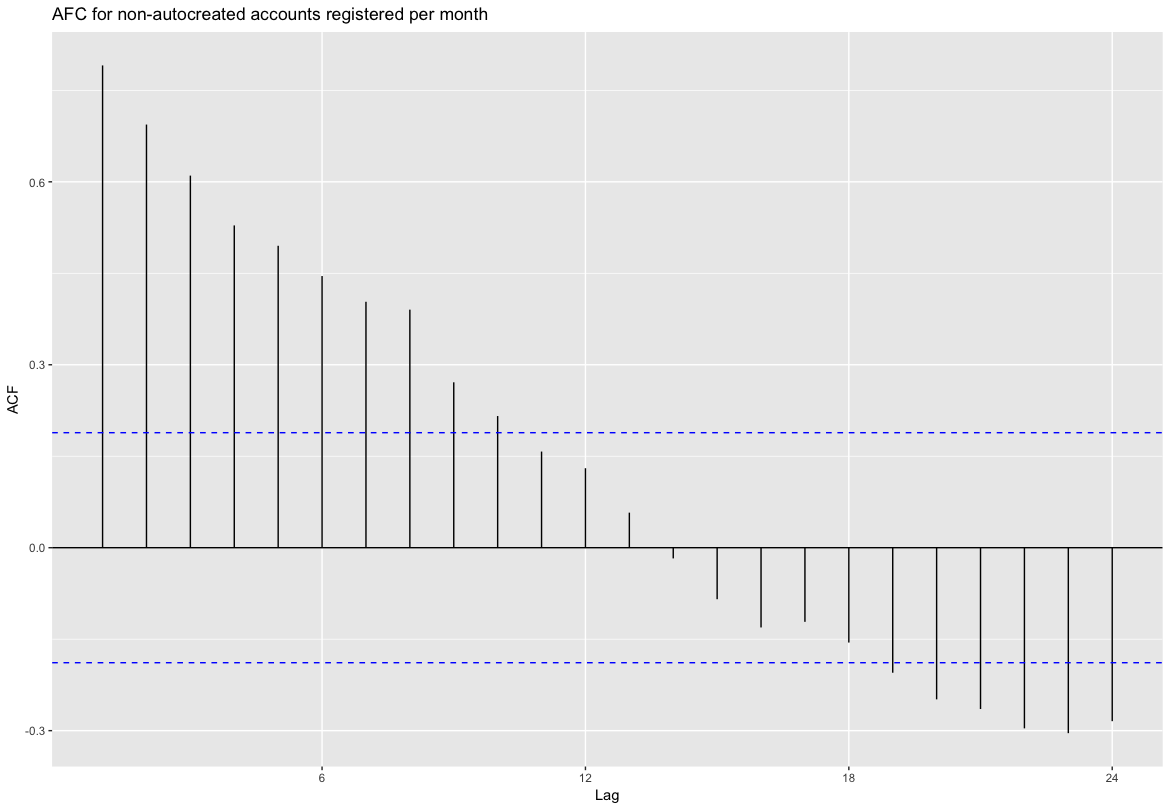 AFC for non-autocreated accounts registered per month
0.6
0.3
0.0
-0.3
ACF
6 12 18 24
Lag